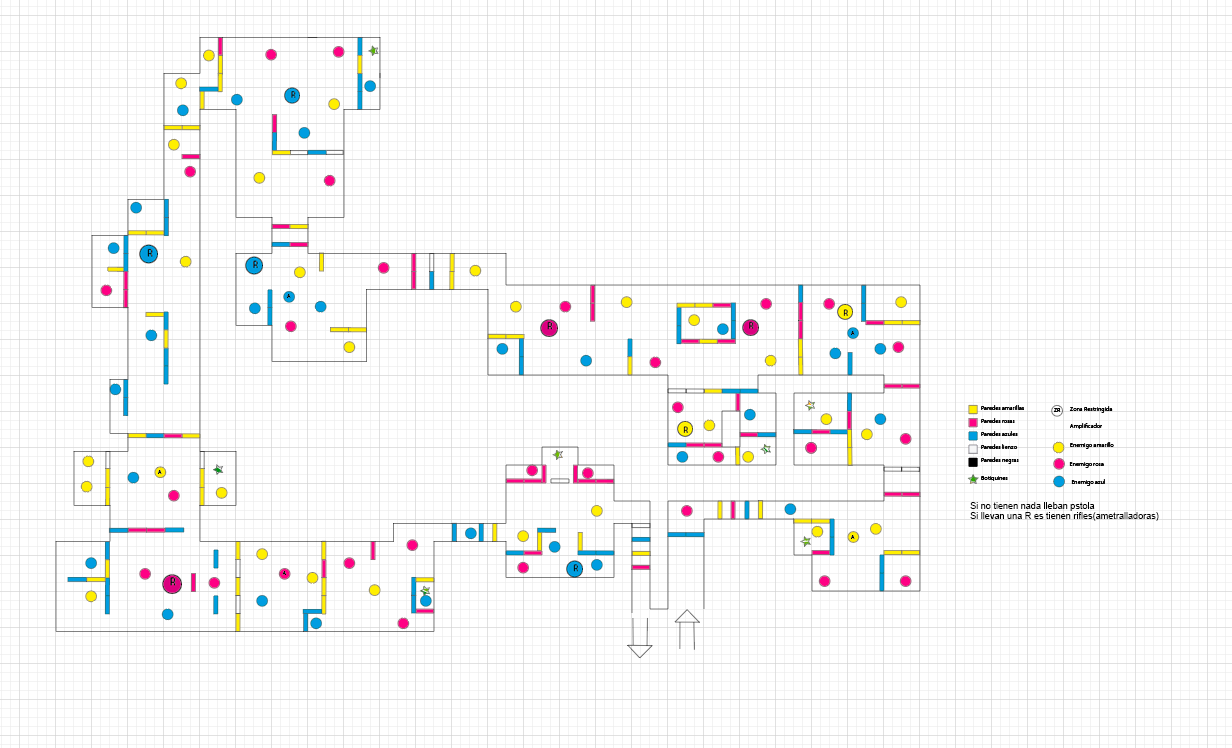 R
R
R
A
R
R
R
A
R
A
R
A
R
A
A
R
Paredes amarillas
Paredes rosas
Paredes azules
Paredes lienzo
Paredes negras
Botiquines
ZR Zona Restringida
Amplificador
Enemigo amarillo
Enemigo rosa
Enemigo azul
Si no tienen nada lleban pstola
Si llevan una R es tienen rifles(ametralladoras)